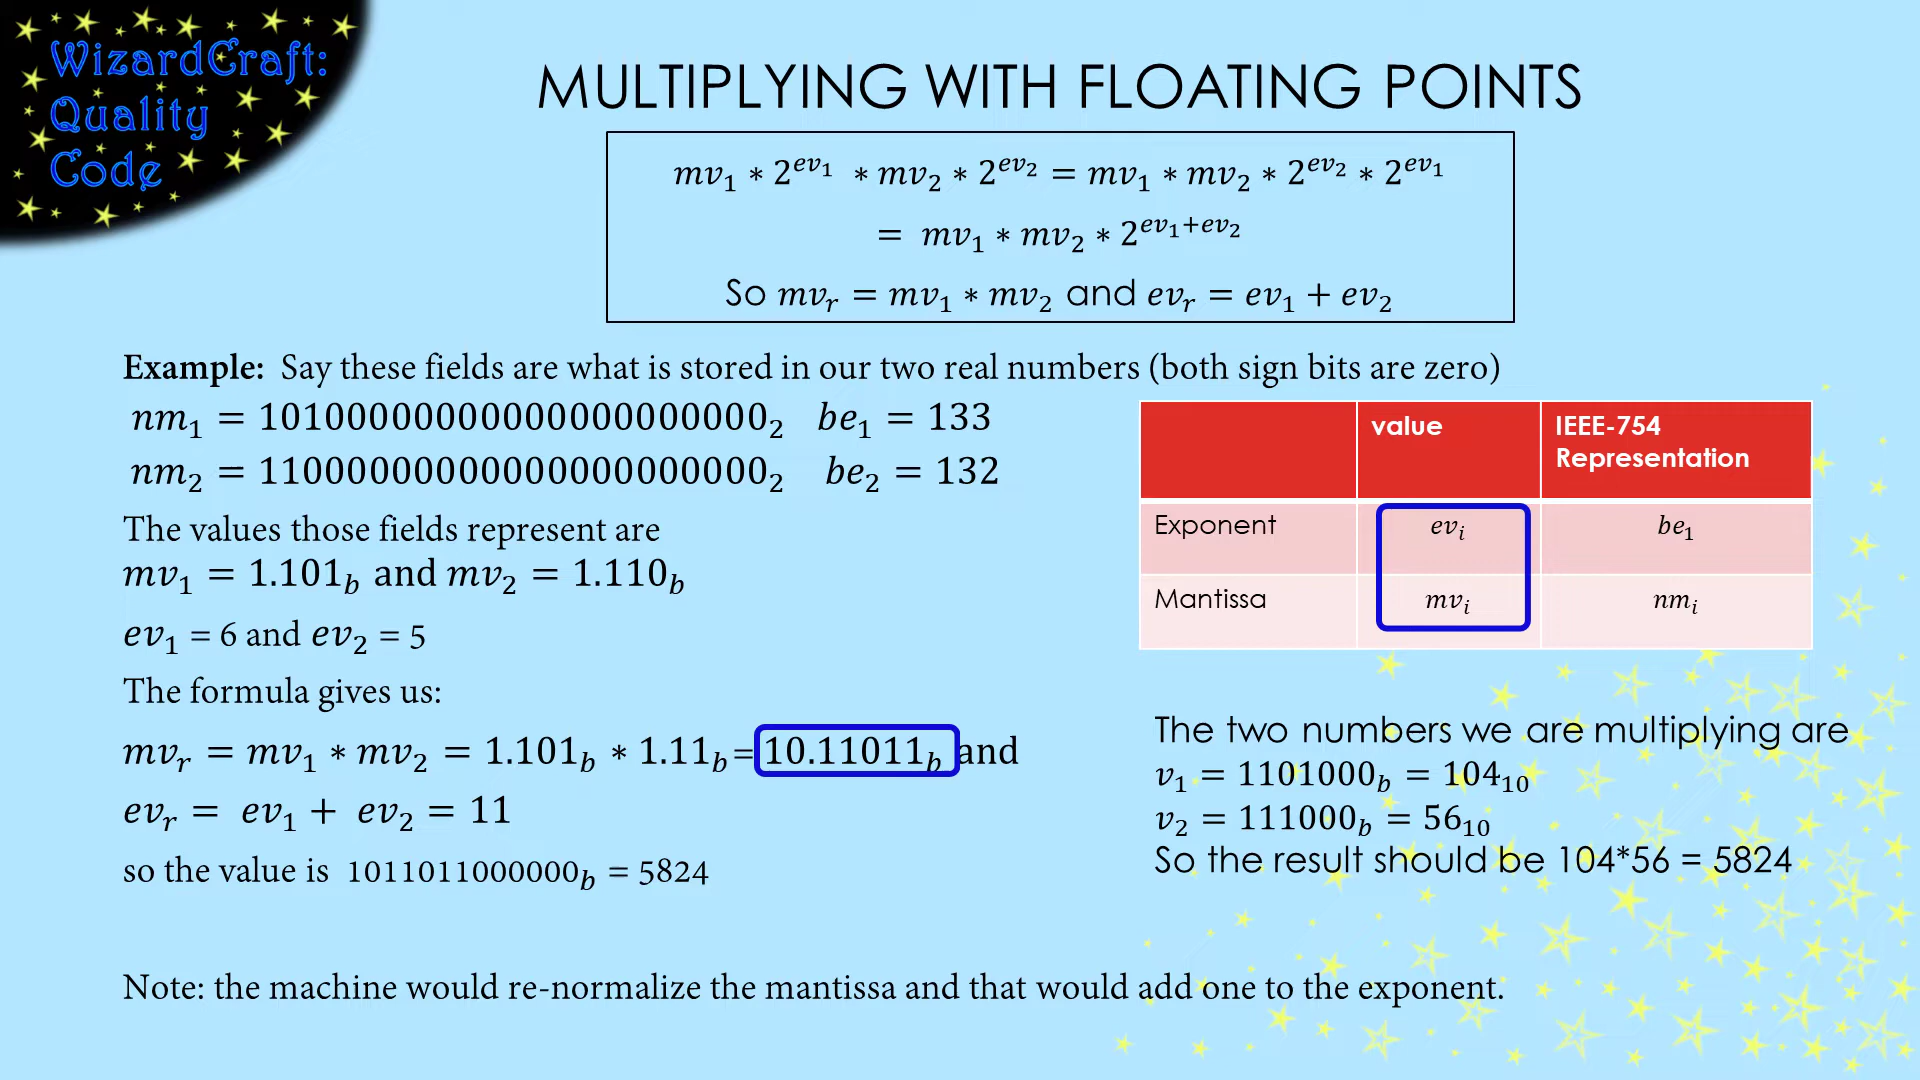 WizardCraft:
Quality
Code
MULTIPLYING WITH FLOATING POINTS
mv₁ ∗ 2^{ev₁} ∗ mv₂ ∗ 2^{ev₂} = mv₁ ∗ mv₂ ∗ 2^{ev₂} ∗ 2^{ev₁}
= mv₁ ∗ mv₂ ∗ 2^{ev₁+ev₂}
So mvᵣ = mv₁ ∗ mv₂ and evᵣ = ev₁ + ev₂
Example: Say these fields are what is stored in our two real numbers (both sign bits are zero)
nm₁ = 10100000000000000000000₂ be₁ = 133
nm₂ = 11000000000000000000000₂ be₂ = 132
The values those fields represent are
mv₁ = 1.101_b and mv₂ = 1.110_b
ev₁ = 6 and ev₂ = 5
The formula gives us:
mvᵣ = mv₁ ∗ mv₂ = 1.101_b ∗ 1.11_b = 10.11011_b and
evᵣ = ev₁ + ev₂ = 11
so the value is 1011011000000_b = 5824
value IEEE-754
Representation
Exponent evᵢ be₁
Mantissa mvᵢ nmᵢ
The two numbers we are multiplying are
v₁ = 1101000_b = 104₁₀
v₂ = 111000_b = 56₁₀
So the result should be 104*56 = 5824
Note: the machine would re-normalize the mantissa and that would add one to the exponent.